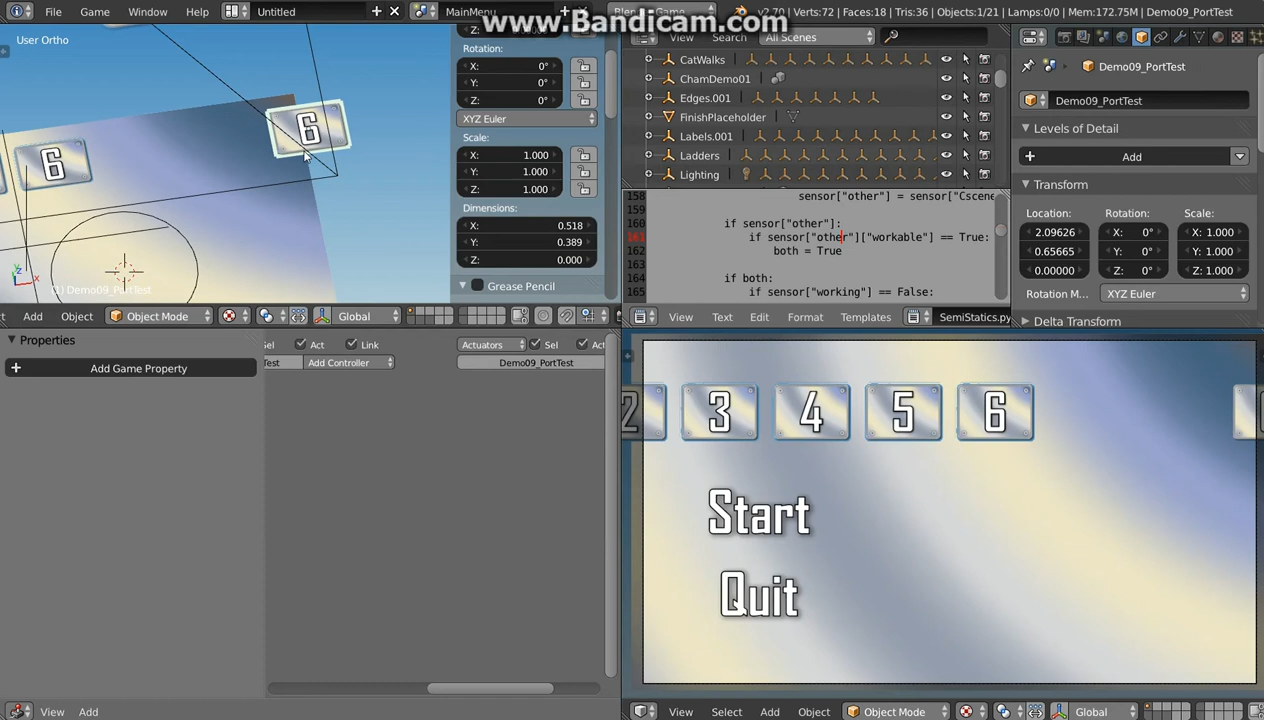 www.Bandicam.com
File Game Window Help Untitled MainMenu
v2.70 | Verts:72 | Faces:18 | Tris:36 | Objects:1/21 | Lamps:0/0 | Mem:172.75M | Demo09_PortTest
User Ortho
6
6
(1) Demo09_PortTest
Rotation:
X: 0°
Y: 0°
Z: 0°
XYZ Euler
Scale:
X: 1.000
Y: 1.000
Z: 1.000
Dimensions:
X: 0.518
Y: 0.389
Z: 0.000
Grease Pencil
Add Object Object Mode Global
View Search All Scenes
CatWalks
ChamDemo01
Edges.001
FinishPlaceholder
Labels.001
Ladders
Lighting
158 sensor["other"] = sensor["Cscene
159
160 if sensor["other"]:
161 if sensor["other"]["workable"] == True:
162 both = True
163
164 if both:
165 if sensor["working"] == False:
View Text Edit Format Templates SemiStatics.py
Demo09_PortTest
Demo09_PortTest
Levels of Detail
Add
Transform
Location: Rotation: Scale:
2.09626 X: 0° X: 1.000
0.65665 Y: 0° Y: 1.000
0.00000 Z: 0° Z: 1.000
Rotation M... XYZ Euler
Delta Transform
Properties
Add Game Property
Act Link
Add Controller
Actuators Sel
Demo09_PortTest
View Add
2 3 4 5 6
Start
Quit
View Select Add Object Object Mode Global